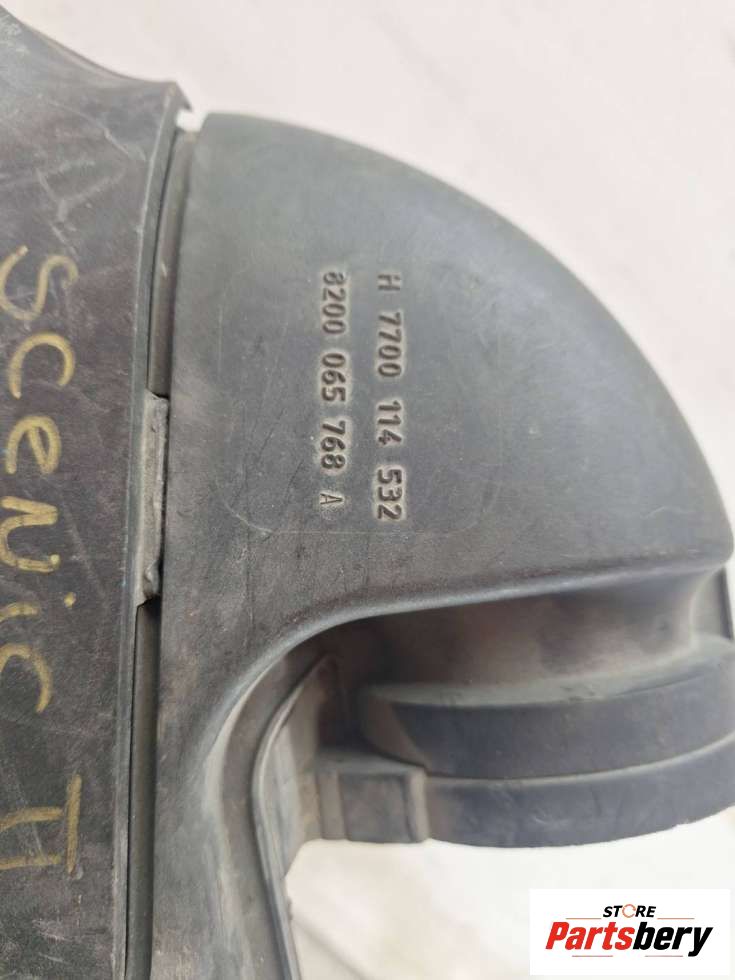 H 7700 114 532
8200 065 768 A
SCENIC II
STORE
Partsbery